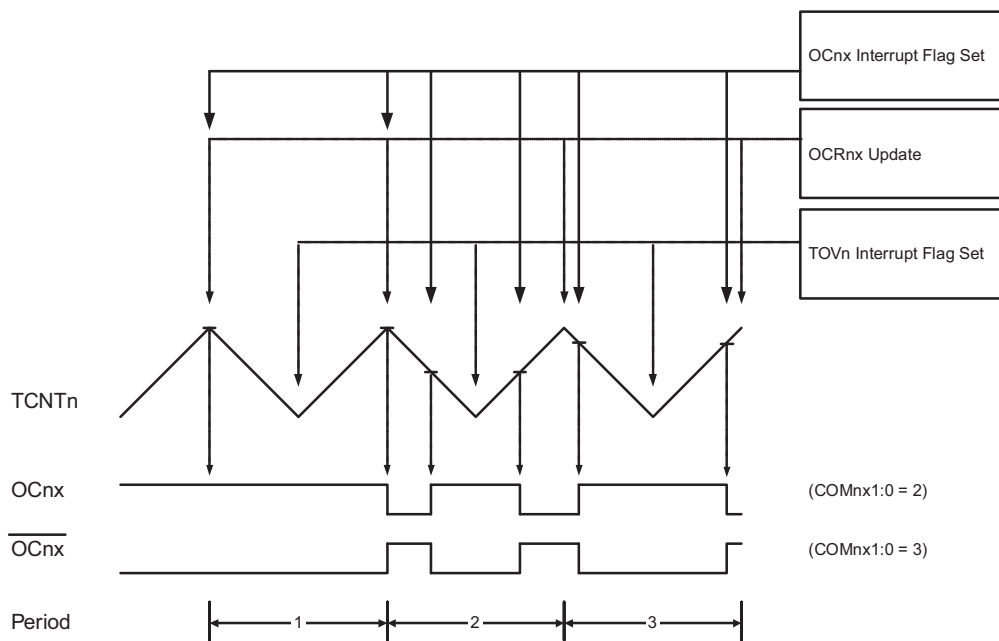 OCnx Interrupt Flag Set
OCRnx Update
TOVn Interrupt Flag Set
TCNTn
OCnx
(COMnx1:0 = 2)
OCnx
(COMnx1:0 = 3)
Period
1
2
3